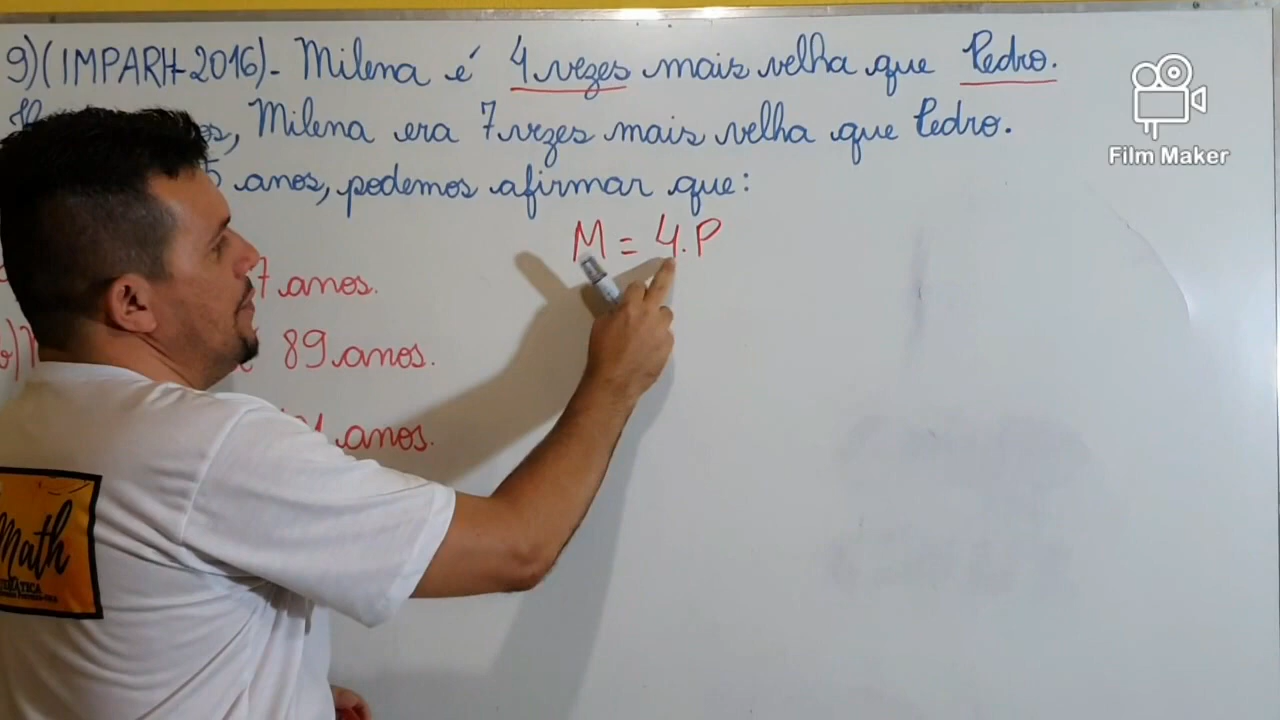 9) (IMPARH-2016)- Milena é 4 vezes mais velha que Pedro.
Milena era 7 vezes mais velha que Pedro.
5 anos, podemos afirmar que:
M = 4.P
7 anos.
89 anos.
anos.
Math
Film Maker